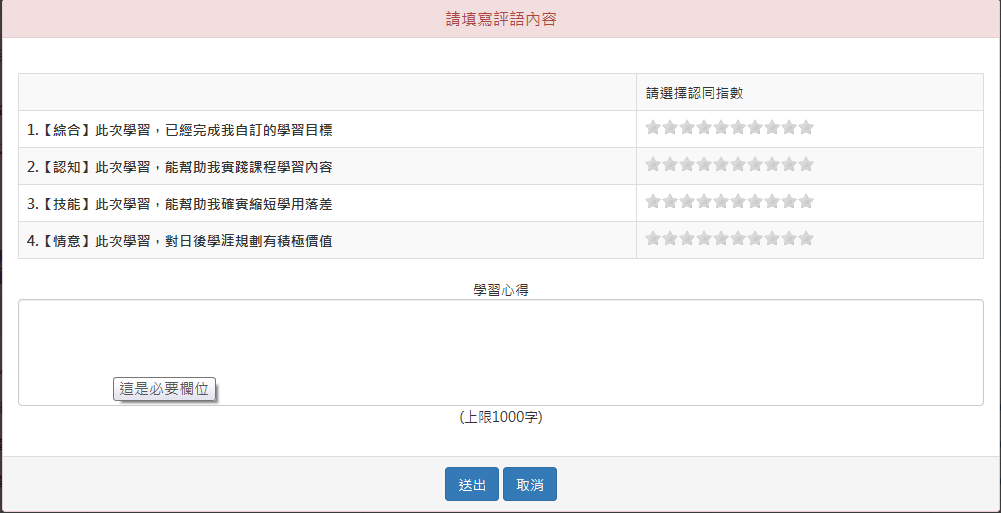 請填寫評語內容
請選擇認同指數
1.【綜合】此次學習，已經完成我自訂的學習目標
2.【認知】此次學習，能幫助我實踐課程學習內容
3.【技能】此次學習，能幫助我確實縮短學用落差
4.【情意】此次學習，對日後學涯規劃有積極價值
學習心得
這是必要欄位
(上限1000字)
送出 取消